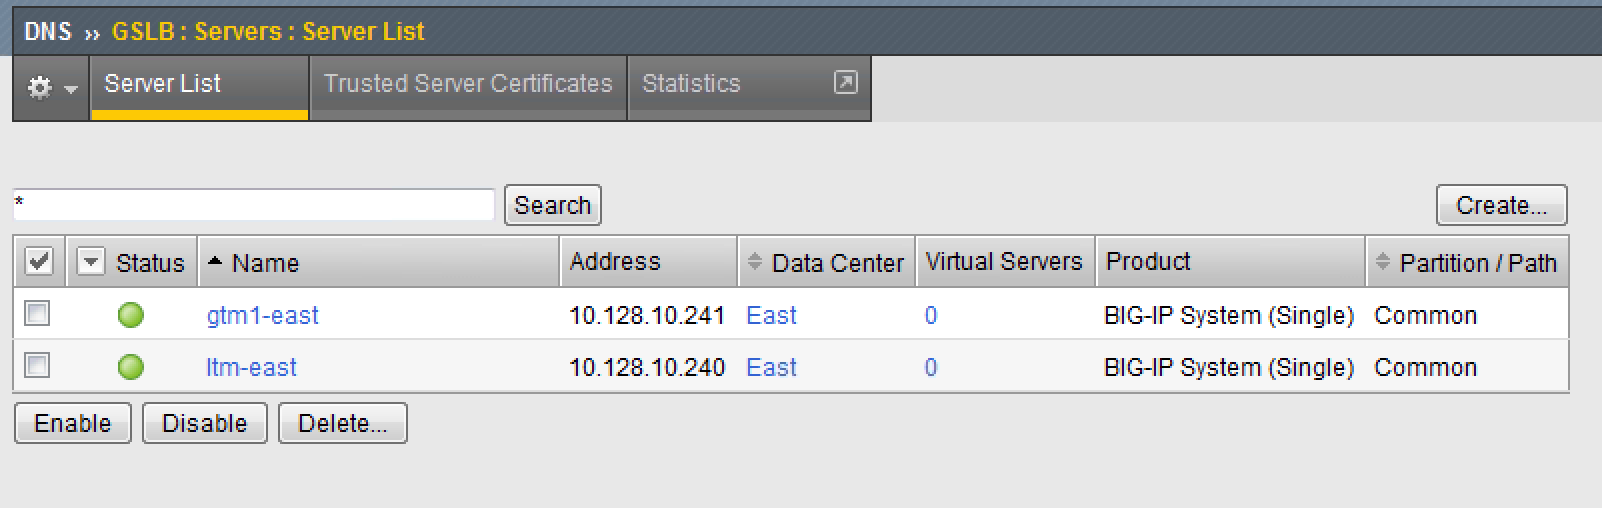 DNS ›› GSLB : Servers : Server List
Server List Trusted Server Certificates Statistics
* Search Create...
Status Name Address Data Center Virtual Servers Product Partition / Path
gtm1-east 10.128.10.241 East 0 BIG-IP System (Single) Common
ltm-east 10.128.10.240 East 0 BIG-IP System (Single) Common
Enable Disable Delete...